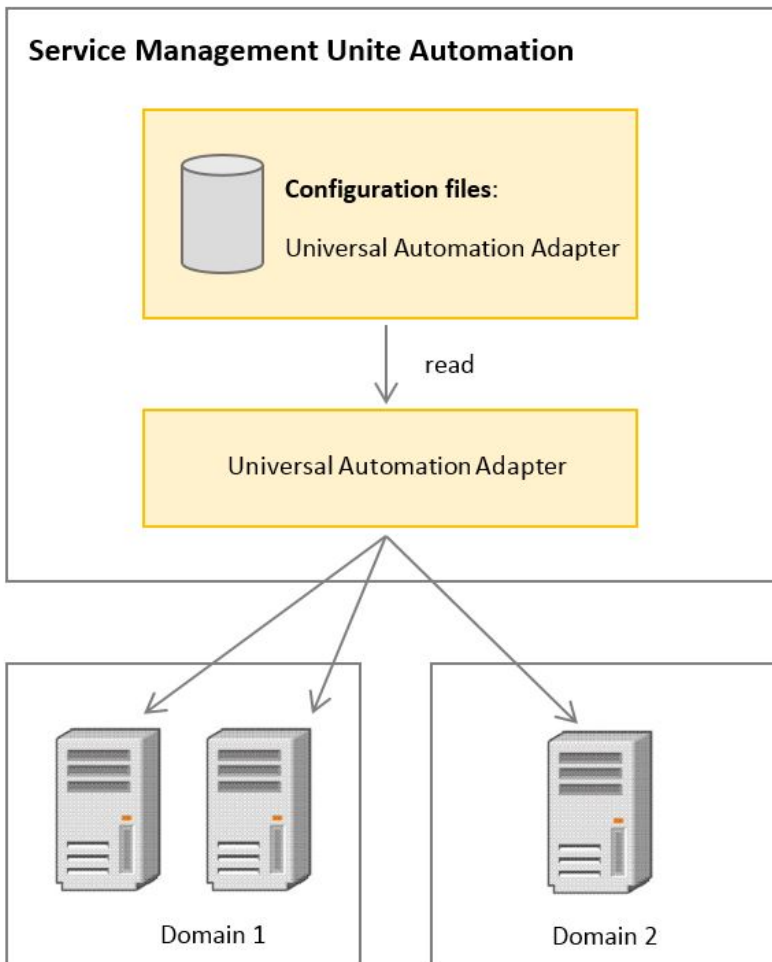 Service Management Unite Automation
Configuration files:
Universal Automation Adapter
read
Universal Automation Adapter
Domain 1
Domain 2